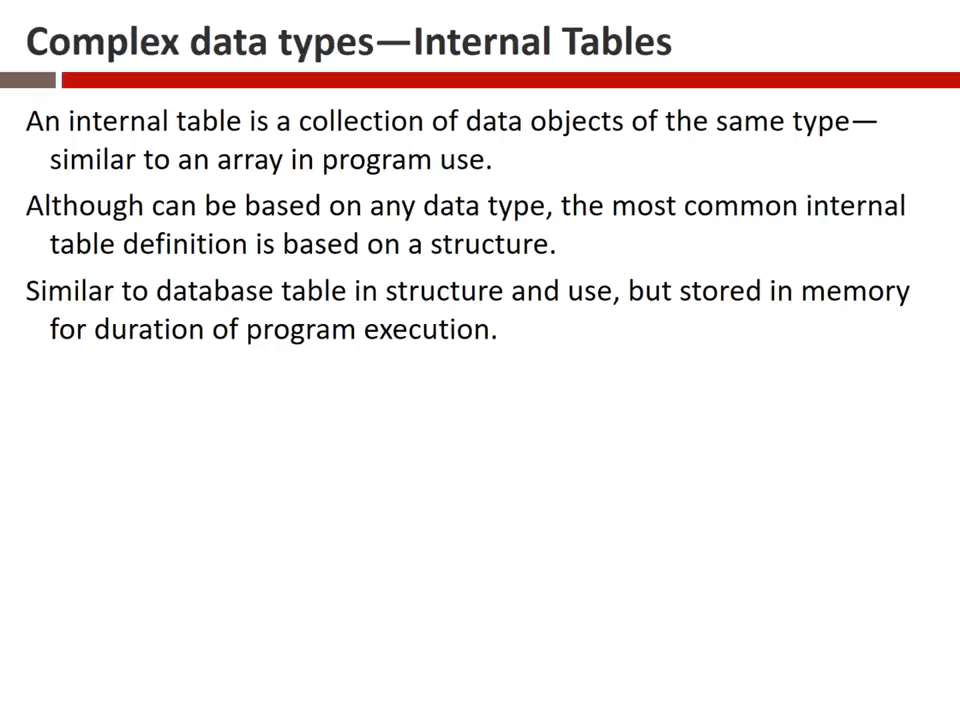 Complex data types—Internal Tables
An internal table is a collection of data objects of the same type—
similar to an array in program use.
Although can be based on any data type, the most common internal
table definition is based on a structure.
Similar to database table in structure and use, but stored in memory
for duration of program execution.